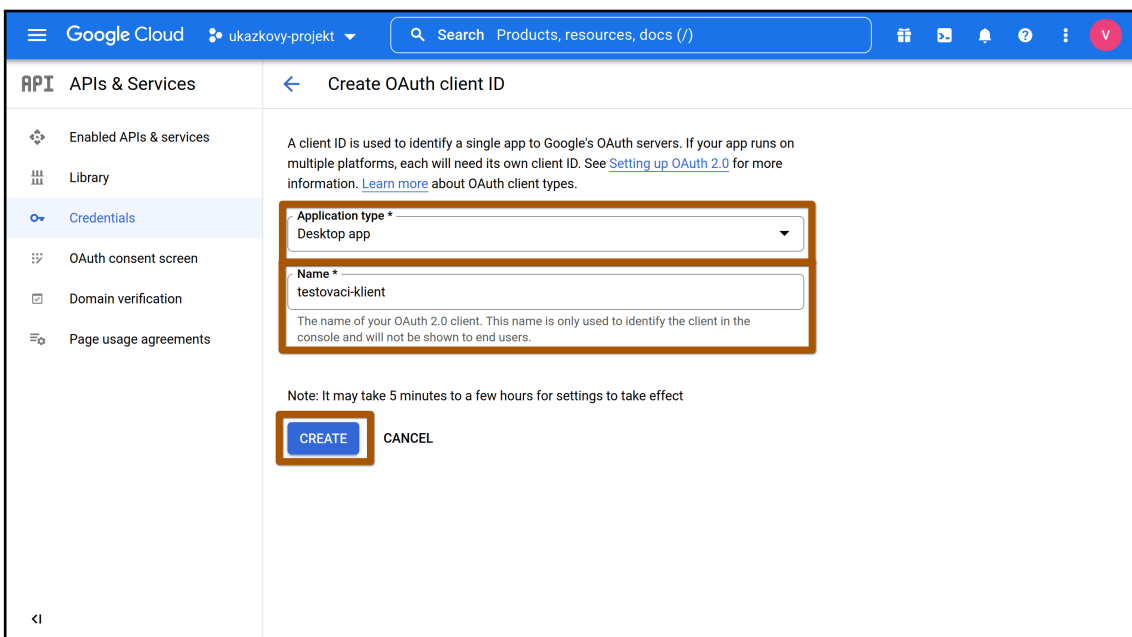 Google Cloud
ukazkovy-projekt
Search Products, resources, docs (/)
V
API APIs & Services
Create OAuth client ID
Enabled APIs & services
Library
Credentials
OAuth consent screen
Domain verification
Page usage agreements
A client ID is used to identify a single app to Google's OAuth servers. If your app runs on
multiple platforms, each will need its own client ID. See Setting up OAuth 2.0 for more
information. Learn more about OAuth client types.
Application type *
Desktop app
Name *
testovaci-klient
The name of your OAuth 2.0 client. This name is only used to identify the client in the
console and will not be shown to end users.
Note: It may take 5 minutes to a few hours for settings to take effect
CREATE CANCEL